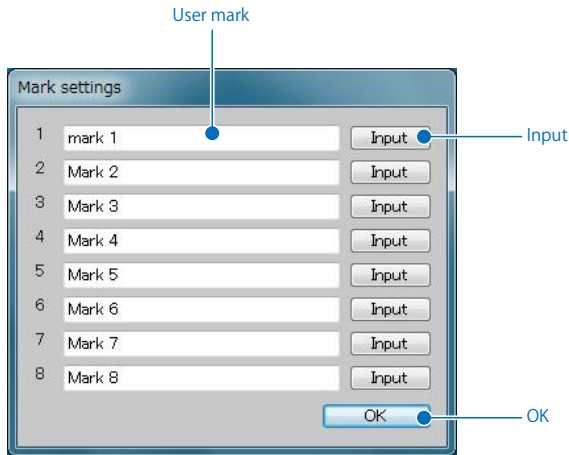 User mark
Mark settings
1 mark 1 Input Input
2 Mark 2 Input
3 Mark 3 Input
4 Mark 4 Input
5 Mark 5 Input
6 Mark 6 Input
7 Mark 7 Input
8 Mark 8 Input
OK OK